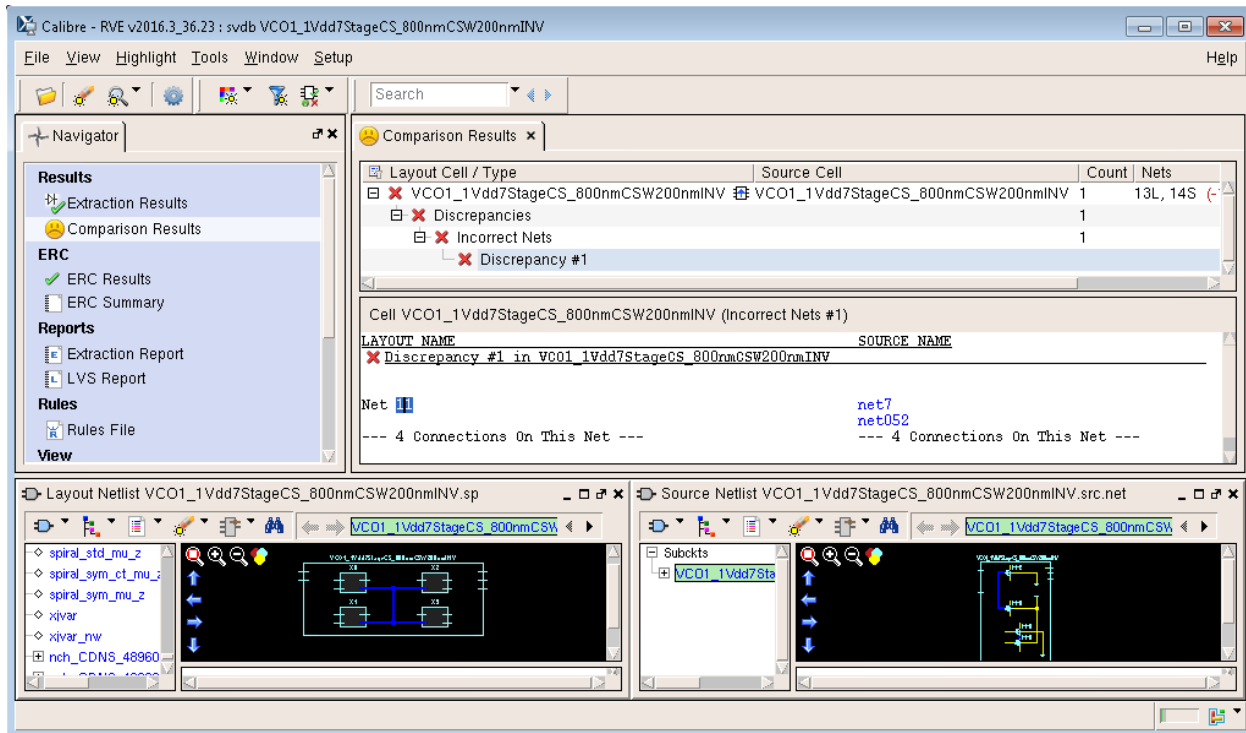 Calibre - RVE v2016.3_36.23 : svdb VCO1_1Vdd7StageCS_800nmCSW200nmINV
File View Highlight Tools Window Setup Help
Search
Navigator
Comparison Results
Results
Extraction Results
Comparison Results
ERC
ERC Results
ERC Summary
Reports
Extraction Report
LVS Report
Rules
Rules File
View
Layout Cell / Type Source Cell Count Nets
VCO1_1Vdd7StageCS_800nmCSW200nmINV VCO1_1Vdd7StageCS_800nmCSW200nmINV 1 13L, 14S
Discrepancies 1
Incorrect Nets 1
Discrepancy #1
Cell VCO1_1Vdd7StageCS_800nmCSW200nmINV (Incorrect Nets #1)
LAYOUT NAME SOURCE NAME
Discrepancy #1 in VCO1_1Vdd7StageCS_800nmCSW200nmINV
Net 11 net7
net052
--- 4 Connections On This Net --- --- 4 Connections On This Net ---
Layout Netlist VCO1_1Vdd7StageCS_800nmCSW200nmINV.sp
VCO1_1Vdd7StageCS_800nmCSW
spiral_std_mu_z
spiral_sym_ct_mu_z
spiral_sym_mu_z
xjvar
xjvar_nw
nch_CDNS_48960
X2
Source Netlist VCO1_1Vdd7StageCS_800nmCSW200nmINV.src.net
VCO1_1Vdd7StageCS_800nmCSW
Subckts
VCO1_1Vdd7Sta